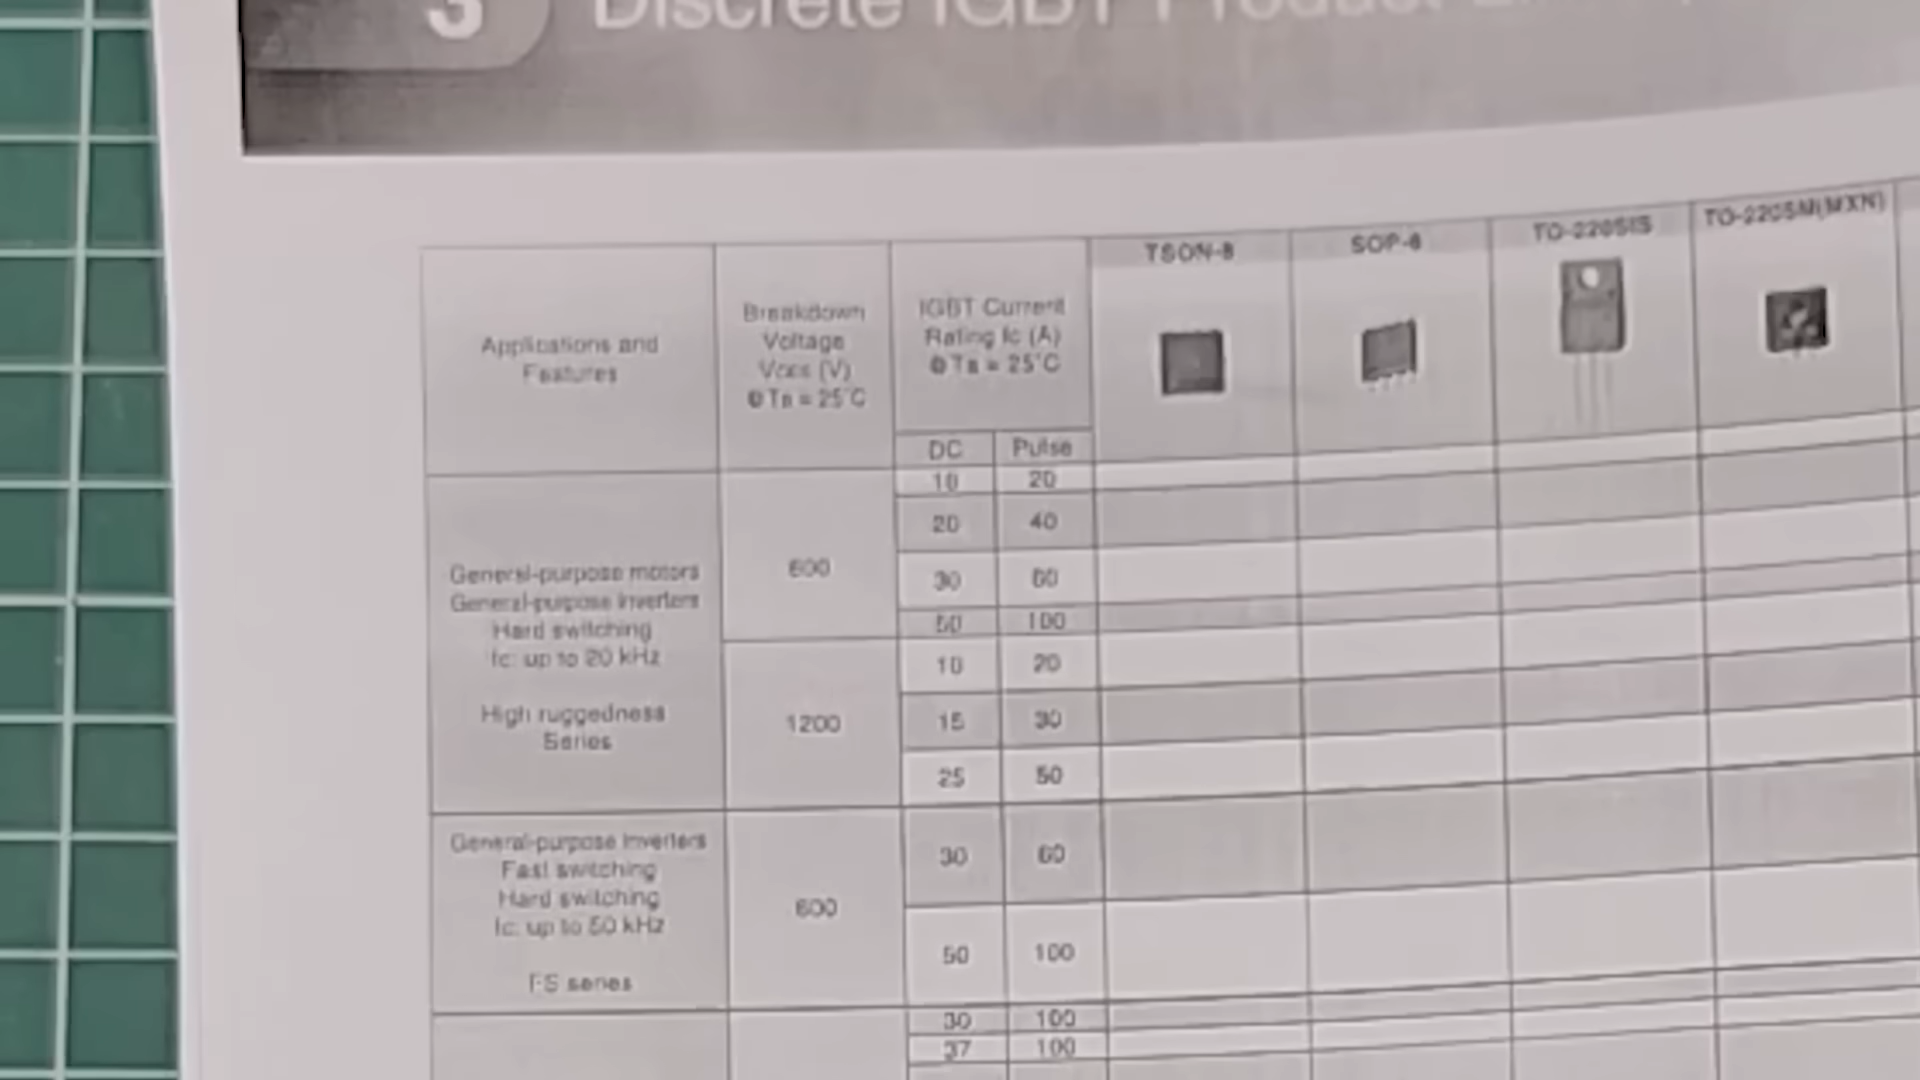 3 Discrete IGBT Product
TSON-8 SOP-8 TO-220SIS TO-220SM(MXN)
Applications and
Features
Breakdown
Voltage
VCES (V)
@Ta = 25°C
IGBT Current
Rating Ic (A)
@Ta = 25°C
DC Pulse
General-purpose motors
General-purpose inverters
Hard switching
fc: up to 20 kHz
High ruggedness
Series
600
10 20
20 40
30 60
50 100
1200
10 20
15 30
25 50
General-purpose inverters
Fast switching
Hard switching
fc: up to 50 kHz
FS series
600
30 60
50 100
30 100
37 100